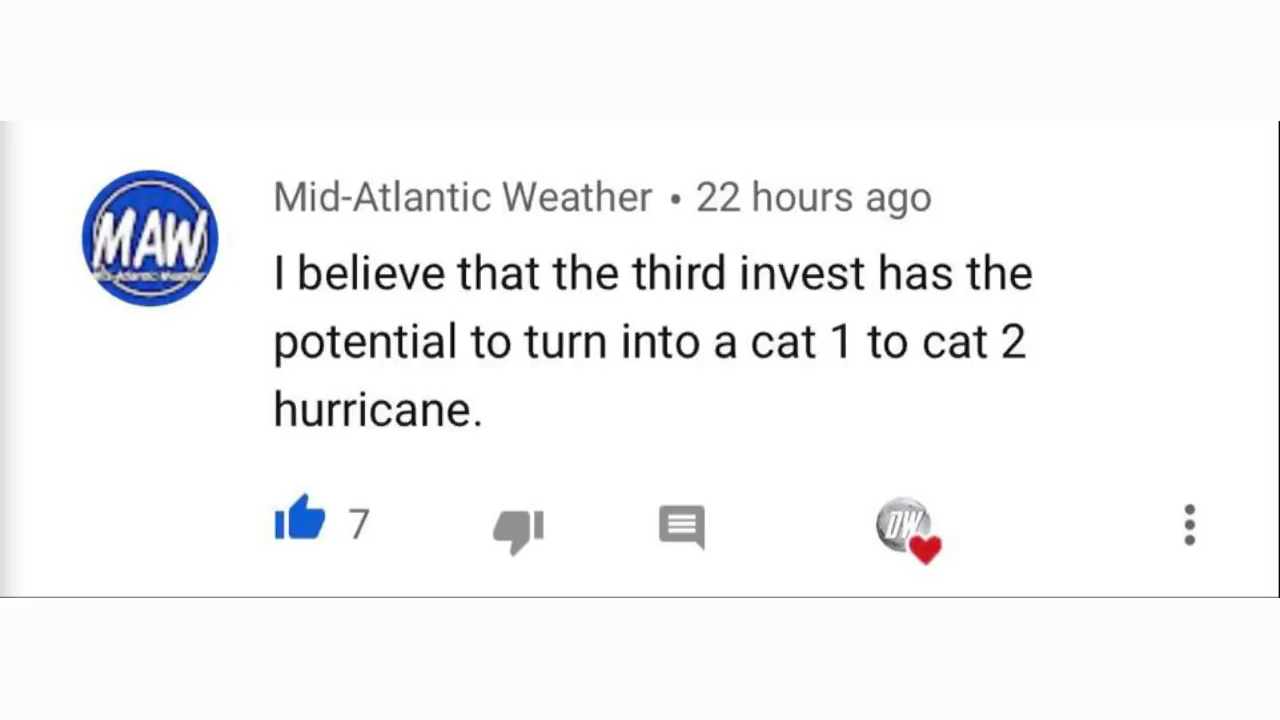 MAW
Mid-Atlantic Weather • 22 hours ago
I believe that the third invest has the
potential to turn into a cat 1 to cat 2
hurricane.
7
DW